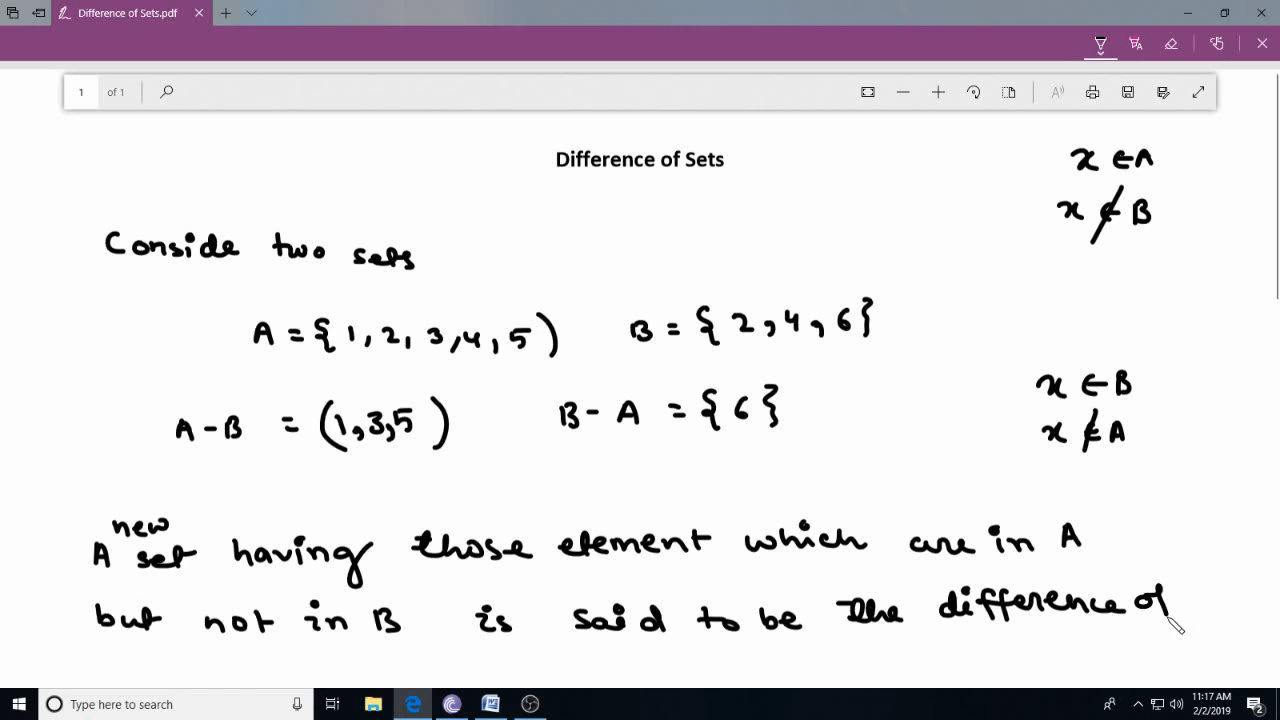 Difference of Sets.pdf
1 of 1
Difference of Sets
x ∈ A
x ∉ B
Conside two sets
A = { 1, 2, 3, 4, 5 ) B = { 2, 4, 6 }
A - B = (1, 3, 5 ) B - A = { 6 }
x ∈ B
x ∉ A
new
A set having those element which are in A
but not in B is said to be the difference of
Type here to search
11:17 AM
2/2/2019
2